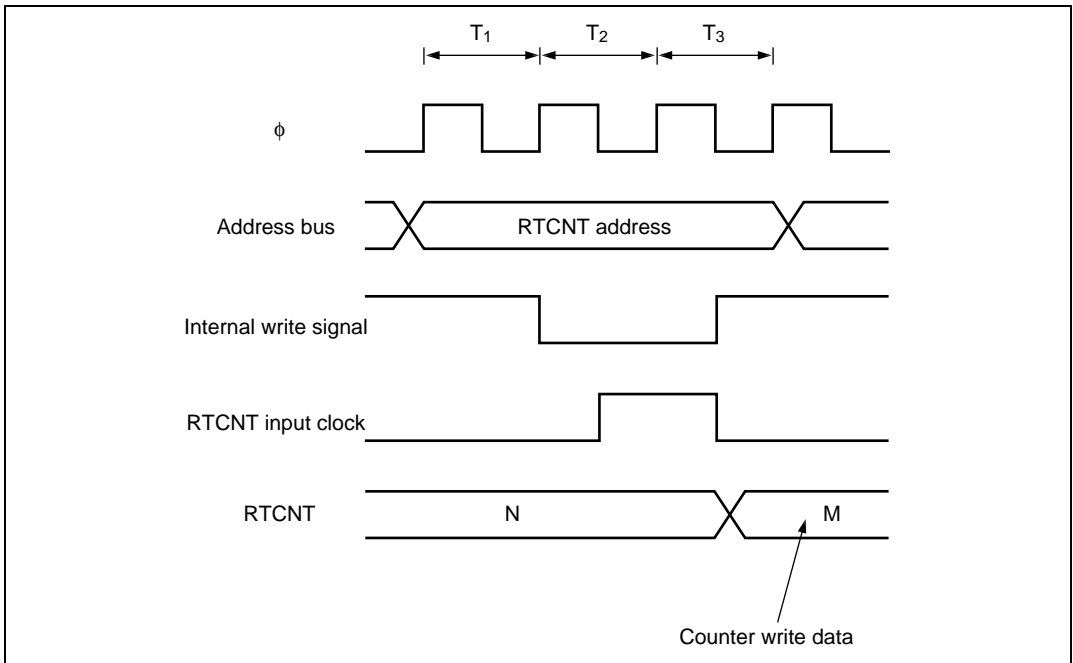 T1 T2 T3
ϕ
Address bus RTCNT address
Internal write signal
RTCNT input clock
RTCNT N M
Counter write data